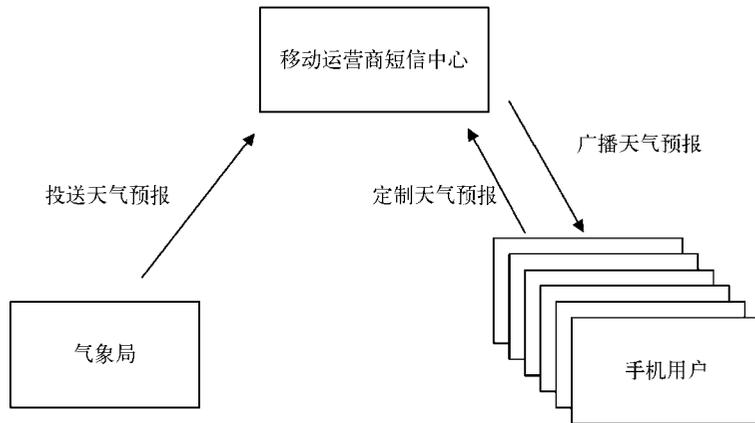 移动运营商短信中心
广播天气预报
投送天气预报
定制天气预报
气象局
手机用户